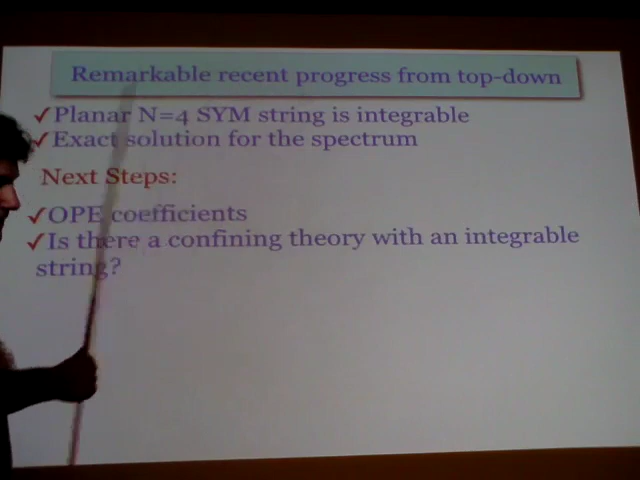 Remarkable recent progress from top-down
✓Planar N=4 SYM string is integrable
✓Exact solution for the spectrum
Next Steps:
✓OPE coefficients
✓Is there a confining theory with an integrable
string?